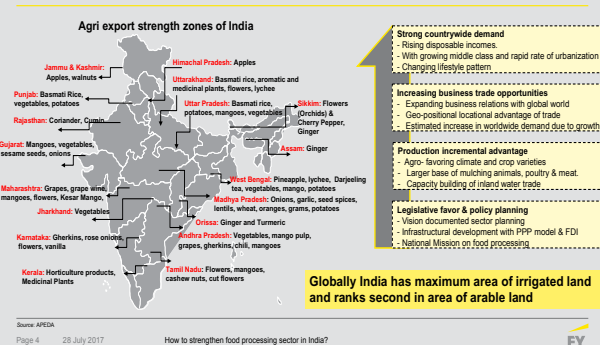 Agri export strength zones of India
Jammu & Kashmir:
Apples, walnuts
Himachal Pradesh: Apples
Uttarakhand: Basmati rice, aromatic and
medicinal plants, flowers, lychee
Punjab: Basmati Rice,
vegetables, potatoes
Uttar Pradesh: Basmati rice,
potatoes, mangoes, vegetables
Sikkim: Flowers
(Orchids) &
Cherry Pepper,
Ginger
Rajasthan: Coriander, Cumin
Assam: Ginger
Gujarat: Mangoes, vegetables,
sesame seeds, onions
West Bengal: Pineapple, lychee, Darjeeling
tea, vegetables, mango, potatoes
Maharashtra: Grapes, grape wine,
mangoes, flowers, Kesar Mango,
Madhya Pradesh: Onions, garlic, seed spices,
lentils, wheat, oranges, grams, potatoes
Jharkhand: Vegetables
Orissa: Ginger and Turmeric
Andhra Pradesh: Vegetables, mango pulp,
grapes, gherkins, chili, mangoes
Karnataka: Gherkins, rose onions,
flowers, vanilla
Kerala: Horticulture products,
Medicinal Plants
Tamil Nadu: Flowers, mangoes,
cashew nuts, cut flowers
Strong countrywide demand
- Rising disposable incomes.
- With growing middle class and rapid rate of urbanization
- Changing lifestyle pattern
Increasing business trade opportunities
- Expanding business relations with global world
- Geo-positional locational advantage of trade
- Estimated increase in worldwide demand due to growth
Production incremental advantage
- Agro- favoring climate and crop varieties
- Larger base of mulching animals, poultry & meat.
- Capacity building of inland water trade
Legislative favor & policy planning
- Vision documented sector planning
- Infrastructural development with PPP model & FDI
- National Mission on food processing
Globally India has maximum area of irrigated land
and ranks second in area of arable land
Source: APEDA
Page 4 28 July 2017 How to strengthen food processing sector in India?
EY